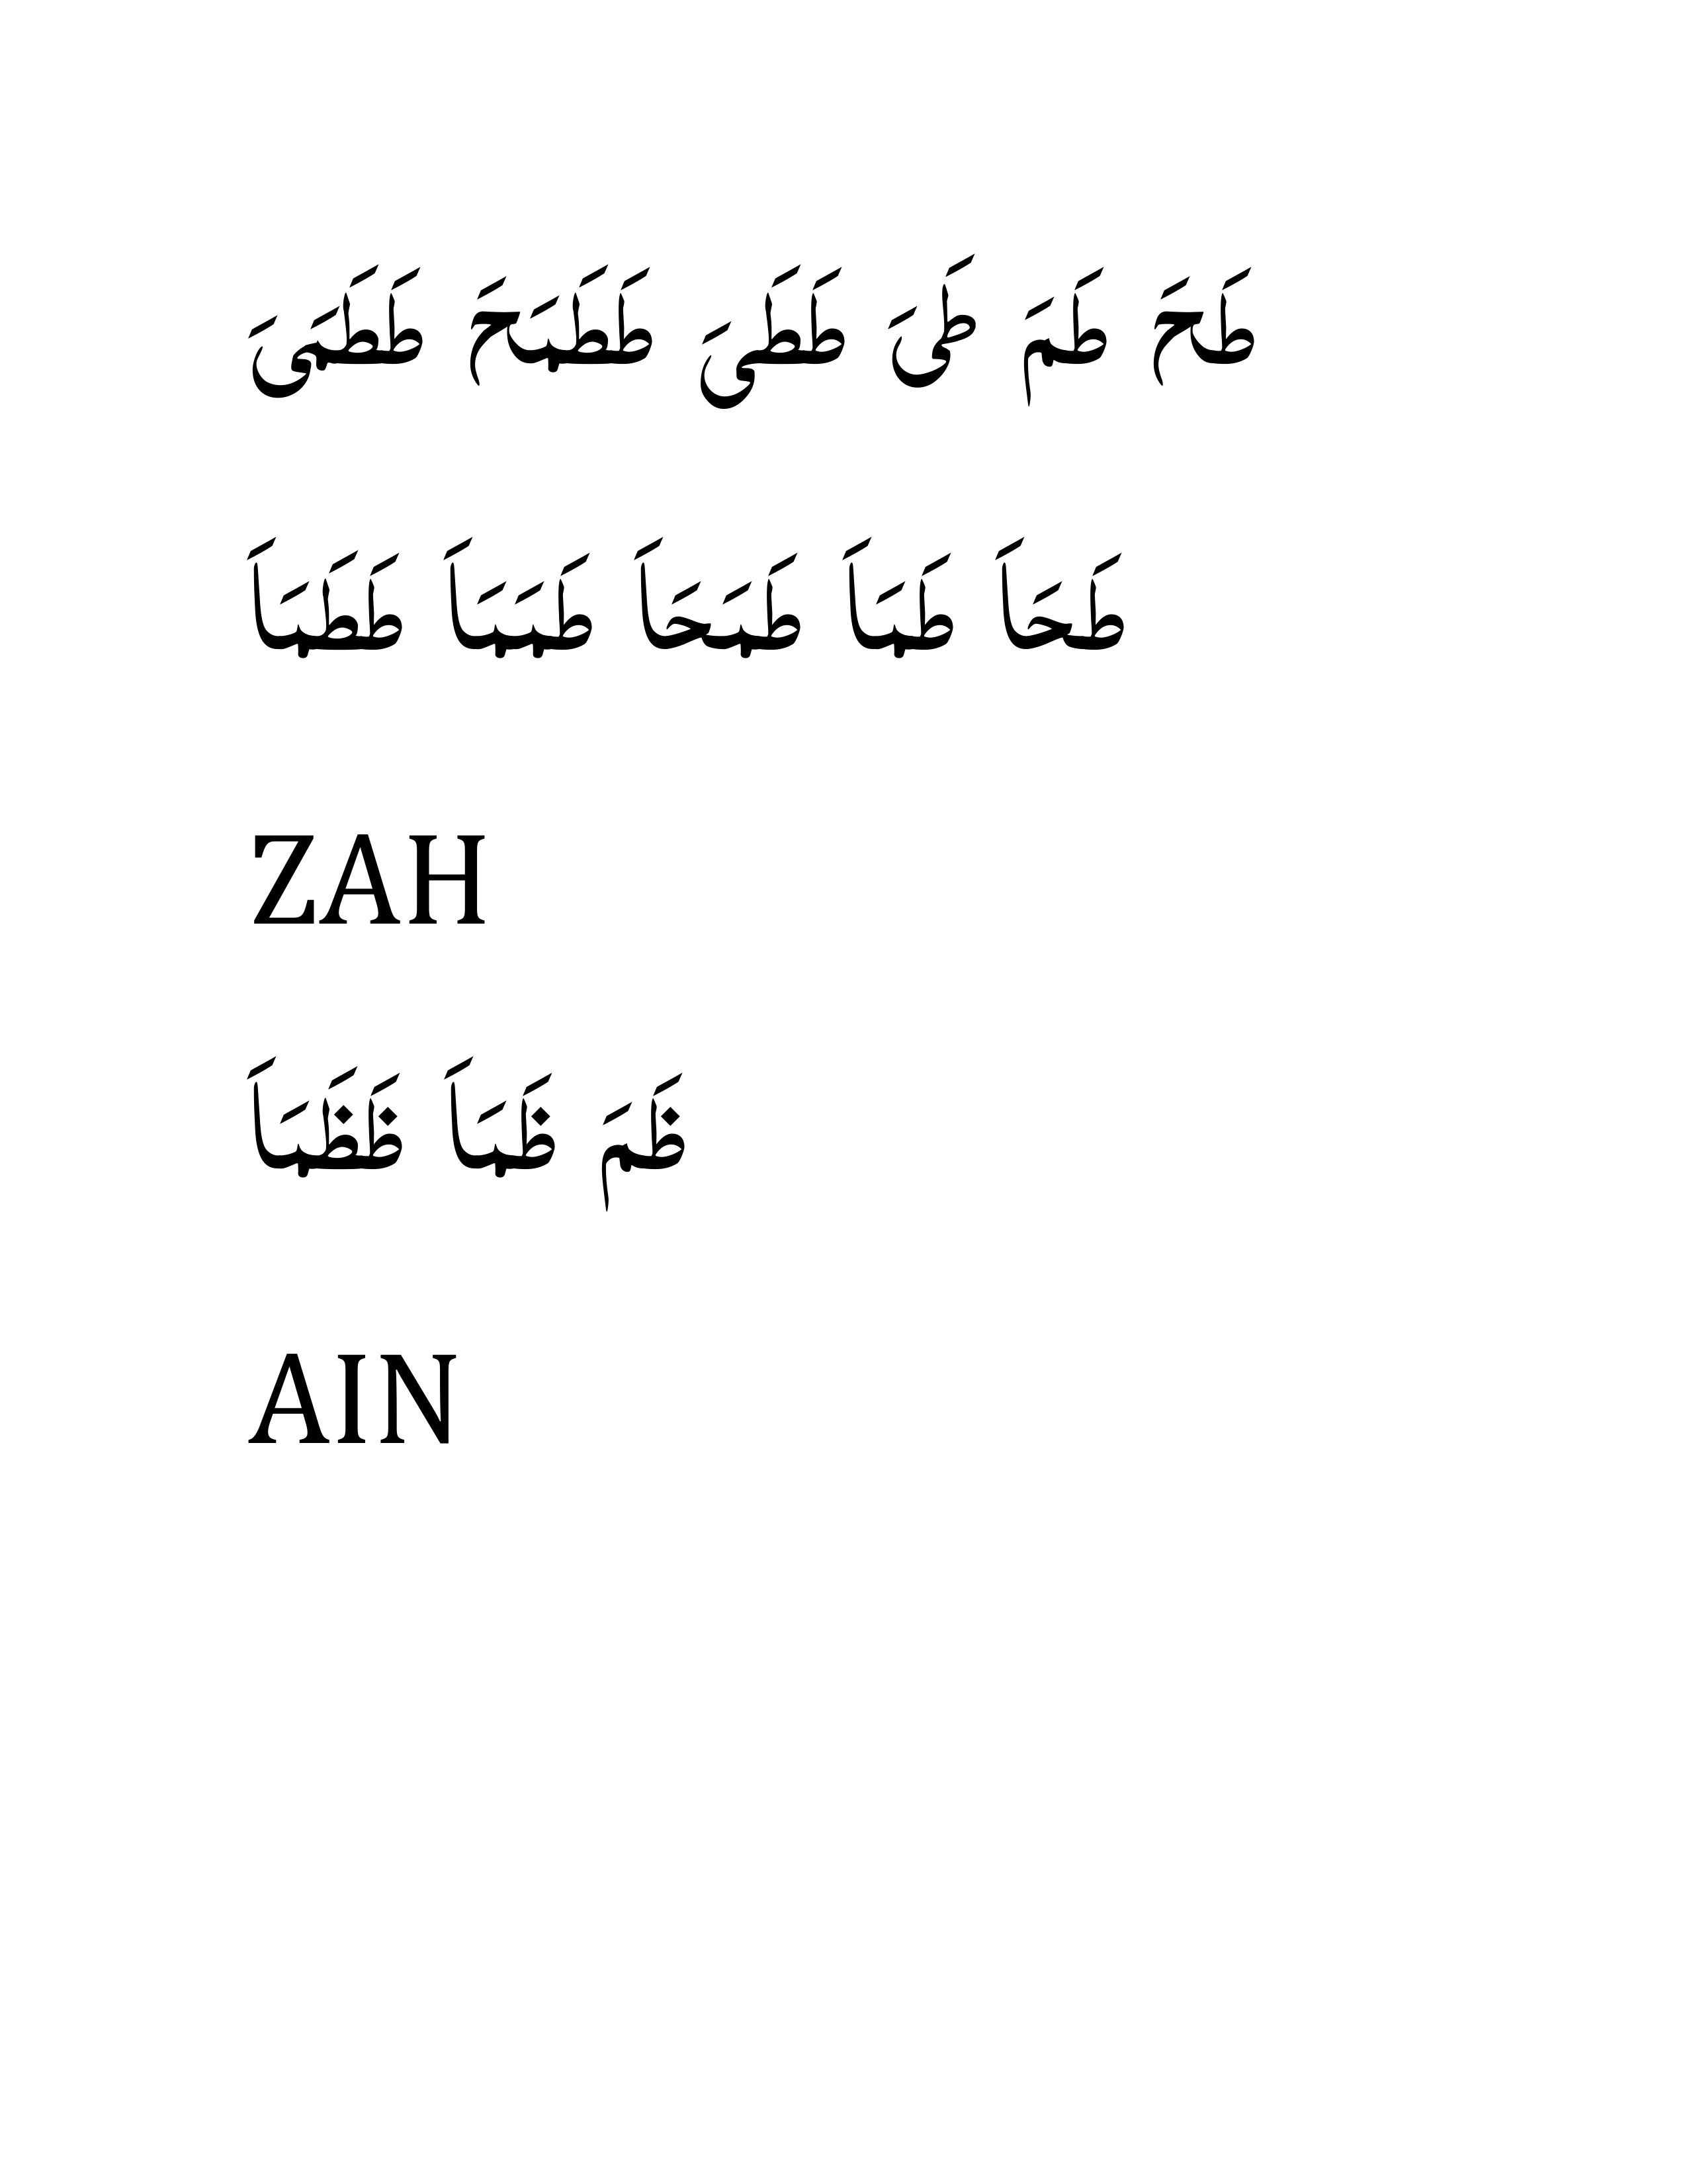 طَحَ طَمَ طَىَ طَطَىَ طَطَمَحَ طَطَمَىَ
طَحَاَ طَمَاَ طَمَحَاَ طَمَمَاَ طَطَمَاَ
ZAH
ظَمَ ظَمَاَ ظَظَمَاَ
AIN